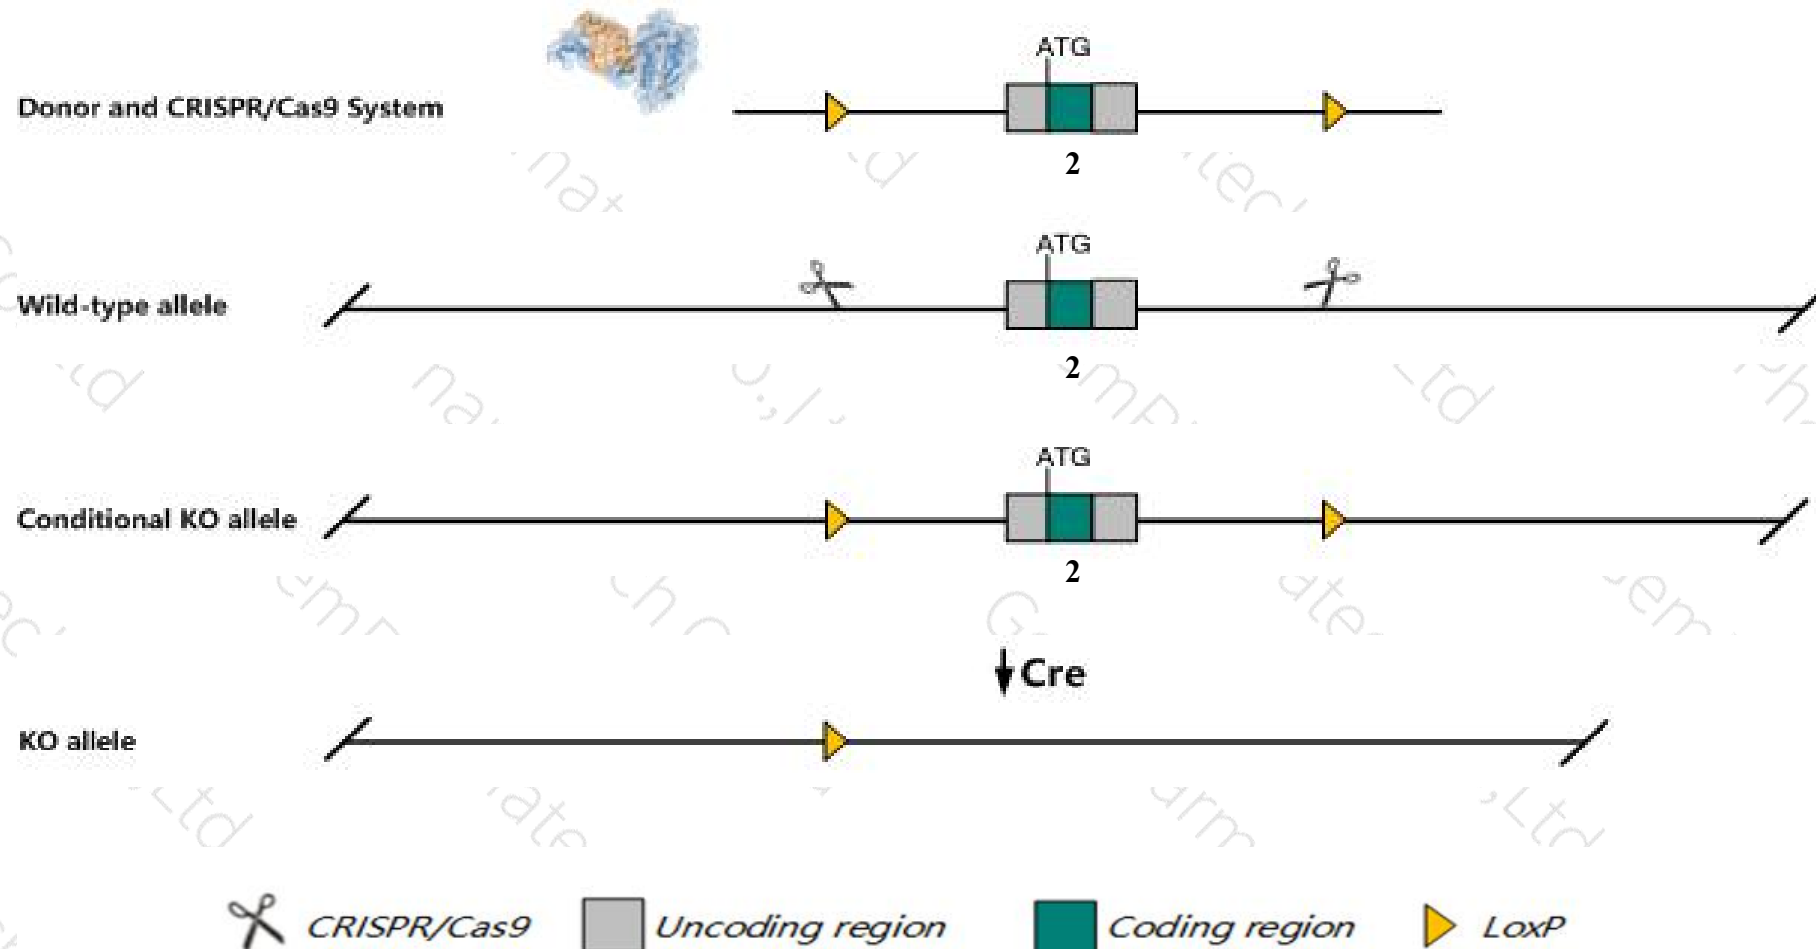 ATG
Donor and CRISPR/Cas9 System
2
ATG
Wild-type allele
2
ATG
Conditional KO allele
2
Cre
KO allele
CRISPR/Cas9 Uncoding region Coding region LoxP